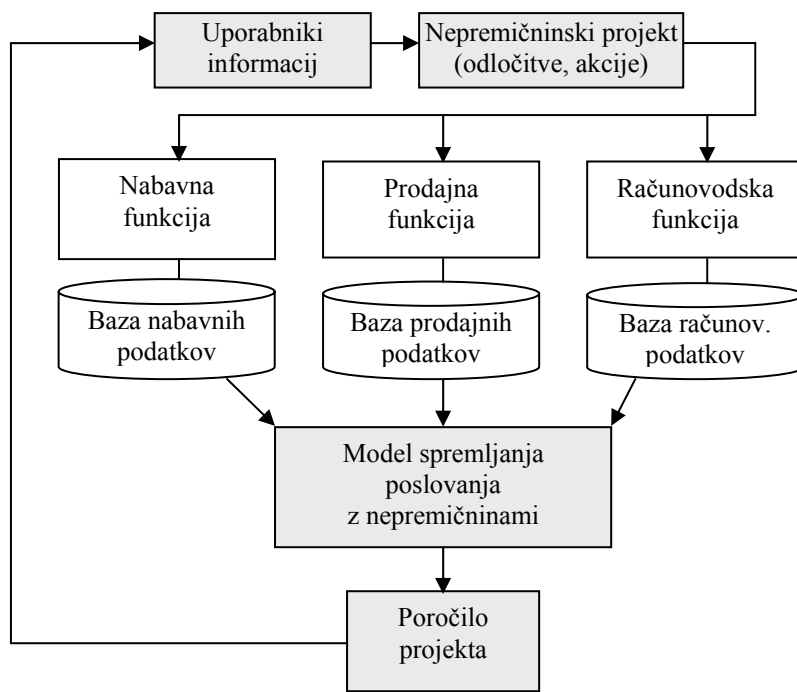 Uporabniki
informacij
Nepremičninski projekt
(odločitve, akcije)
Nabavna
funkcija
Prodajna
funkcija
Računovodska
funkcija
Baza nabavnih
podatkov
Baza prodajnih
podatkov
Baza računov.
podatkov
Model spremljanja
poslovanja
z nepremičninami
Poročilo
projekta